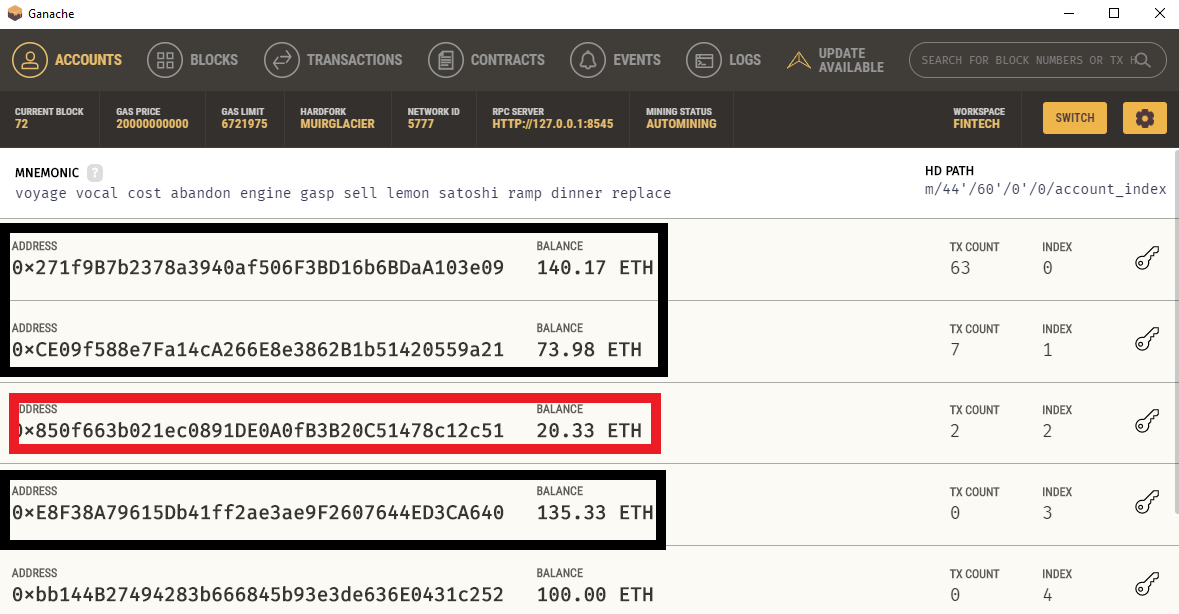 Ganache
ACCOUNTS BLOCKS TRANSACTIONS CONTRACTS EVENTS LOGS UPDATE AVAILABLE SEARCH FOR BLOCK NUMBERS OR TX H
CURRENT BLOCK GAS PRICE GAS LIMIT HARDFORK NETWORK ID RPC SERVER MINING STATUS WORKSPACE
72 20000000000 6721975 MUIRGLACIER 5777 HTTP://127.0.0.1:8545 AUTOMINING FINTECH SWITCH
MNEMONIC ? HD PATH
voyage vocal cost abandon engine gasp sell lemon satoshi ramp dinner replace m/44'/60'/0'/0/account_index
ADDRESS BALANCE TX COUNT INDEX
0×271f9B7b2378a3940af506F3BD16b6BDaA103e09 140.17 ETH 63 0
ADDRESS BALANCE TX COUNT INDEX
0×CE09f588e7Fa14cA266E8e3862B1b51420559a21 73.98 ETH 7 1
DDRESS BALANCE TX COUNT INDEX
0×850f663b021ec0891DE0A0fB3B20C51478c12c51 20.33 ETH 2 2
ADDRESS BALANCE TX COUNT INDEX
0×E8F38A79615Db41ff2ae3ae9F2607644ED3CA640 135.33 ETH 0 3
ADDRESS BALANCE TX COUNT INDEX
0×bb144B27494283b666845b93e3de636E0431c252 100.00 ETH 0 4